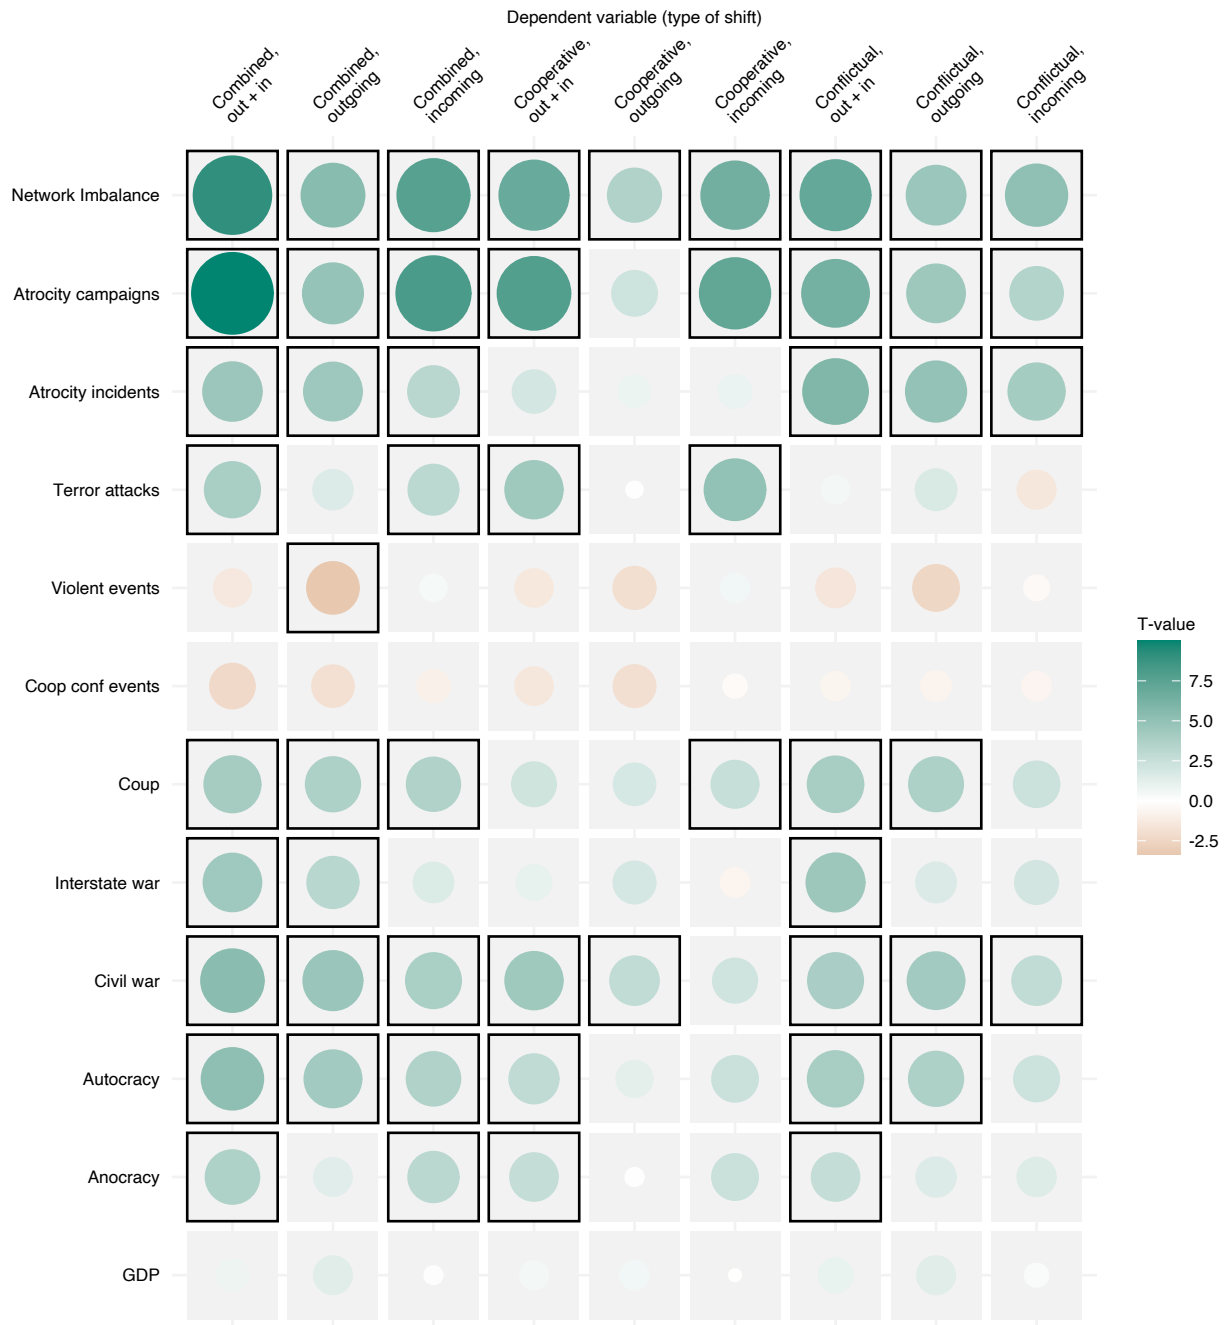 Dependent variable (type of shift)
Combined,
out + in
Combined,
outgoing
Combined,
incoming
Cooperative,
out + in
Cooperative,
outgoing
Cooperative,
incoming
Conflictual,
out + in
Conflictual,
outgoing
Conflictual,
incoming
Network Imbalance
Atrocity campaigns
Atrocity incidents
Terror attacks
Violent events
Coop conf events
Coup
Interstate war
Civil war
Autocracy
Anocracy
GDP
T-value
7.5
5.0
2.5
0.0
-2.5